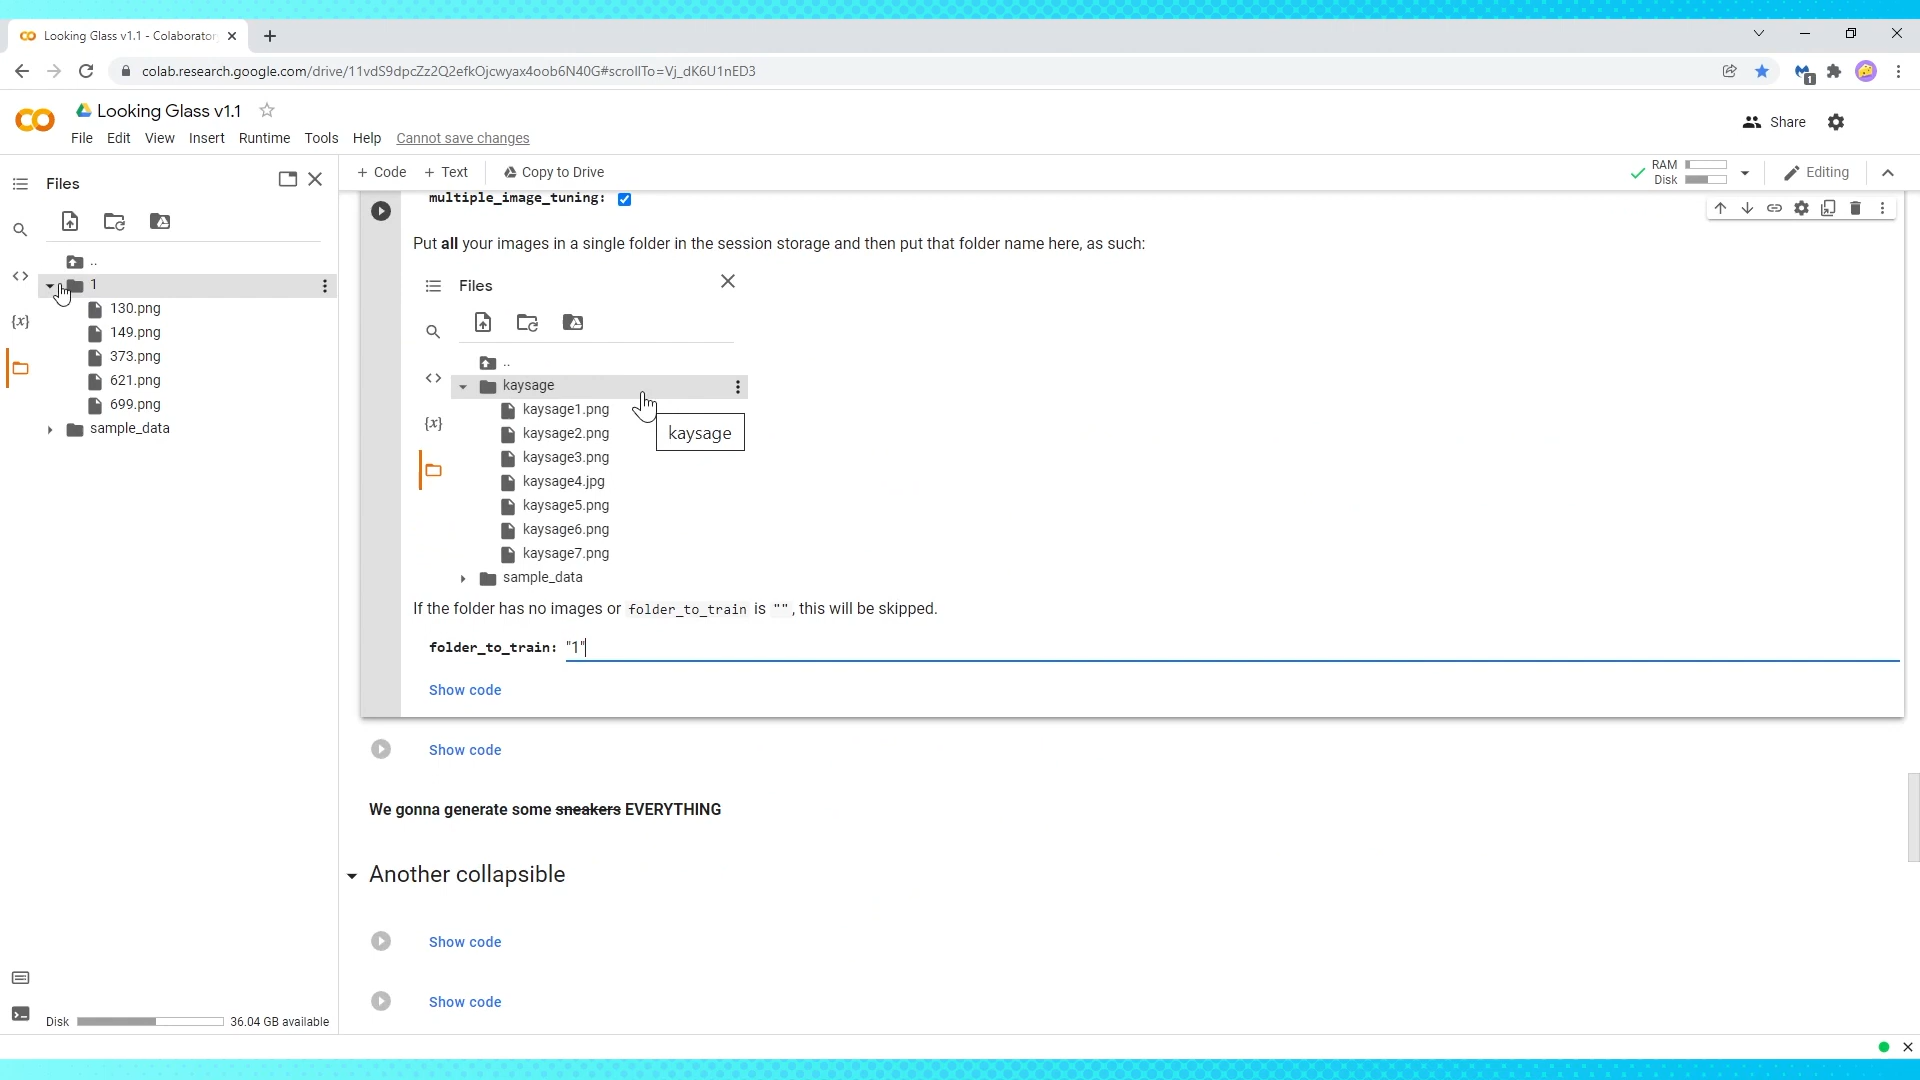 Looking Glass v1.1 - Colaborator
colab.research.google.com/drive/11vdS9dpcZz2Q2efkOjcwyax4oob6N40G#scrollTo=Vj_dK6U1nED3
1
Looking Glass v1.1
File Edit View Insert Runtime Tools Help Cannot save changes
Share
Files
+ Code + Text Copy to Drive
RAM
Disk
Editing
..
1
130.png
149.png
373.png
621.png
699.png
sample_data
{x}
Disk 36.04 GB available
multiple_image_tuning:
Put all your images in a single folder in the session storage and then put that folder name here, as such:
Files
..
kaysage
kaysage1.png
kaysage
kaysage2.png
{x}
kaysage3.png
kaysage4.jpg
kaysage5.png
kaysage6.png
kaysage7.png
sample_data
If the folder has no images or folder_to_train is "", this will be skipped.
folder_to_train: "1"
Show code
Show code
We gonna generate some sneakers EVERYTHING
Another collapsible
Show code
Show code